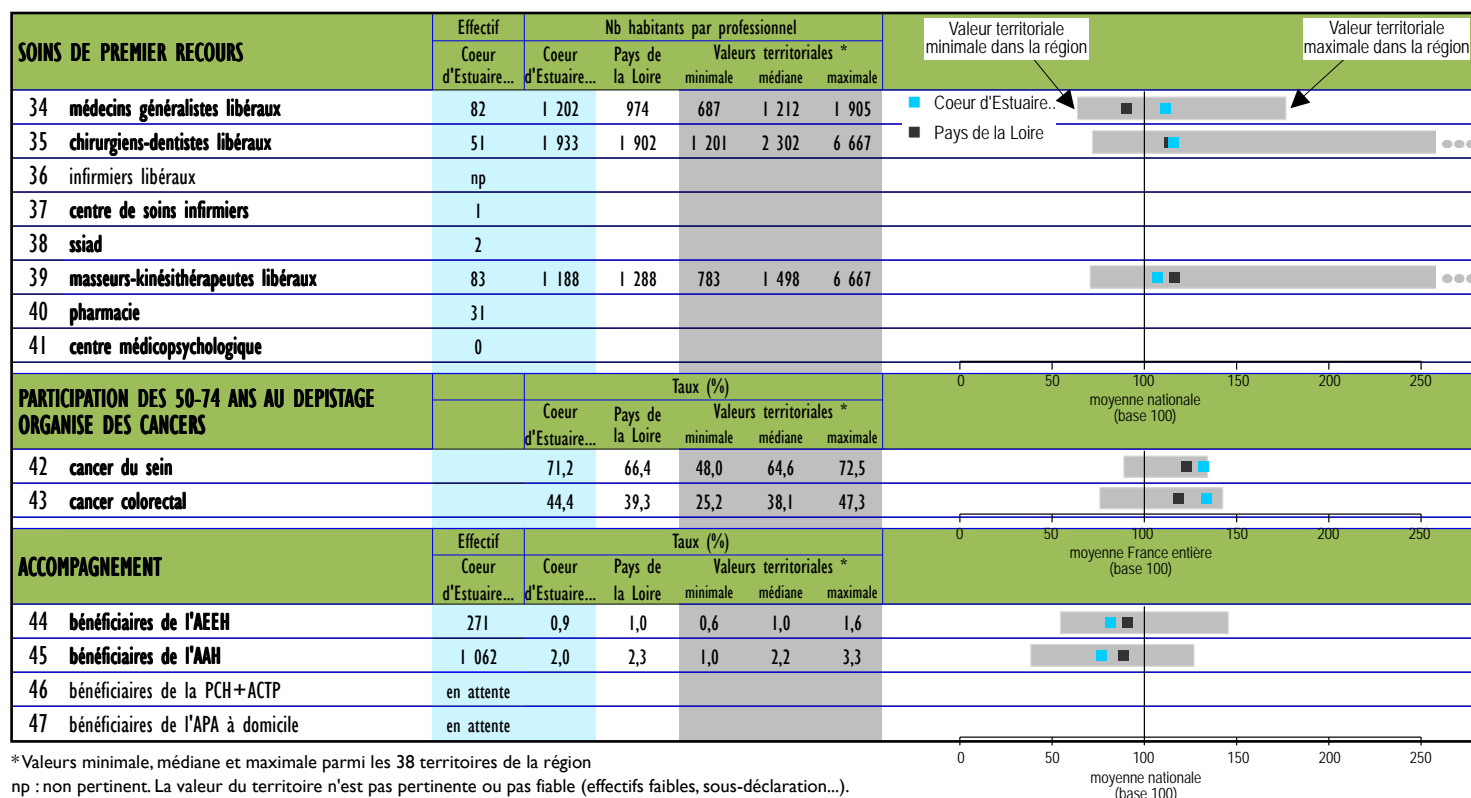 SOINS DE PREMIER RECOURS
Effectif
Nb habitants par professionnel
Coeur d'Estuaire...
Coeur d'Estuaire...
Pays de la Loire
Valeurs territoriales *
minimale médiane maximale
Valeur territoriale
minimale dans la région
Valeur territoriale
maximale dans la région
34 médecins généralistes libéraux 82 1 202 974 687 1 212 1 905
Coeur d'Estuaire..
Pays de la Loire
35 chirurgiens-dentistes libéraux 51 1 933 1 902 1 201 2 302 6 667
36 infirmiers libéraux np
37 centre de soins infirmiers 1
38 ssiad 2
39 masseurs-kinésithérapeutes libéraux 83 1 188 1 288 783 1 498 6 667
40 pharmacie 31
41 centre médicopsychologique 0
0 50 100 150 200 250
moyenne nationale
(base 100)
PARTICIPATION DES 50-74 ANS AU DEPISTAGE
ORGANISE DES CANCERS
Taux (%)
Coeur d'Estuaire...
Pays de la Loire
Valeurs territoriales *
minimale médiane maximale
42 cancer du sein 71,2 66,4 48,0 64,6 72,5
43 cancer colorectal 44,4 39,3 25,2 38,1 47,3
0 50 100 150 200 250
moyenne France entière
(base 100)
ACCOMPAGNEMENT
Effectif
Taux (%)
Coeur d'Estuaire...
Coeur d'Estuaire...
Pays de la Loire
Valeurs territoriales *
minimale médiane maximale
44 bénéficiaires de l'AEEH 271 0,9 1,0 0,6 1,0 1,6
45 bénéficiaires de l'AAH 1 062 2,0 2,3 1,0 2,2 3,3
46 bénéficiaires de la PCH+ACTP en attente
47 bénéficiaires de l'APA à domicile en attente
0 50 100 150 200 250
moyenne nationale
(base 100)
* Valeurs minimale, médiane et maximale parmi les 38 territoires de la région
np : non pertinent. La valeur du territoire n'est pas pertinente ou pas fiable (effectifs faibles, sous-déclaration...).